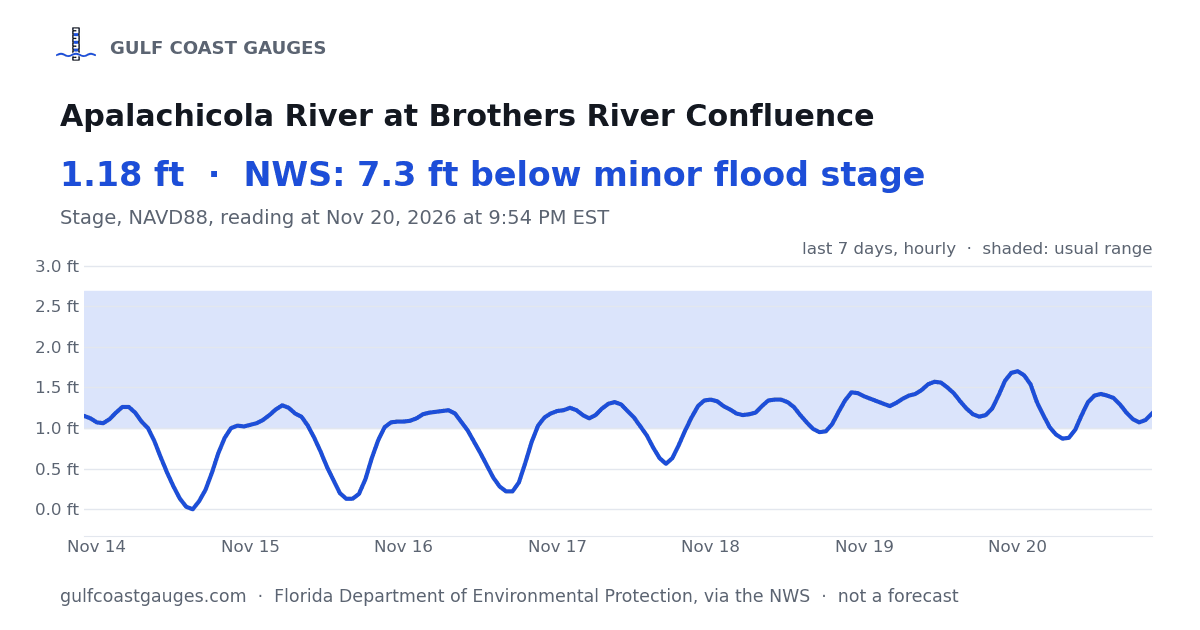 GULF COAST GAUGES
Apalachicola River at Brothers River Confluence
1.18 ft · NWS: 7.3 ft below minor flood stage
Stage, NAVD88, reading at Nov 20, 2026 at 9:54 PM EST
last 7 days, hourly · shaded: usual range
3.0 ft
2.5 ft
2.0 ft
1.5 ft
1.0 ft
0.5 ft
0.0 ft
Nov 14 Nov 15 Nov 16 Nov 17 Nov 18 Nov 19 Nov 20
gulfcoastgauges.com · Florida Department of Environmental Protection, via the NWS · not a forecast